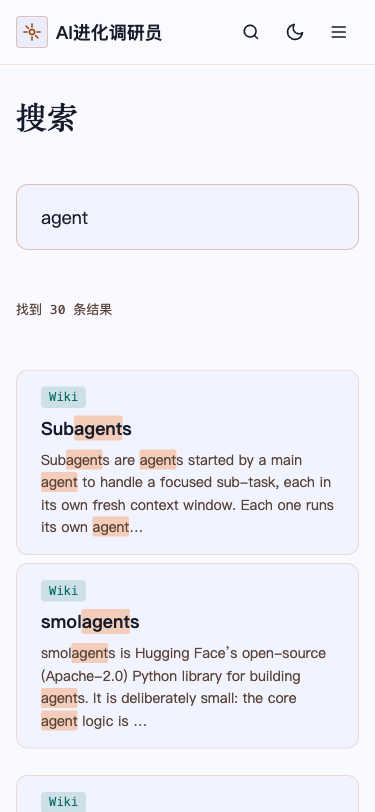 AI进化调研员
搜索
agent
找到 30 条结果
Wiki
Subagents
Subagents are agents started by a main
agent to handle a focused sub-task, each in
its own fresh context window. Each one runs
its own agent…
Wiki
smolagents
smolagents is Hugging Face’s open-source
(Apache-2.0) Python library for building
agents. It is deliberately small: the core
agent logic is …
Wiki